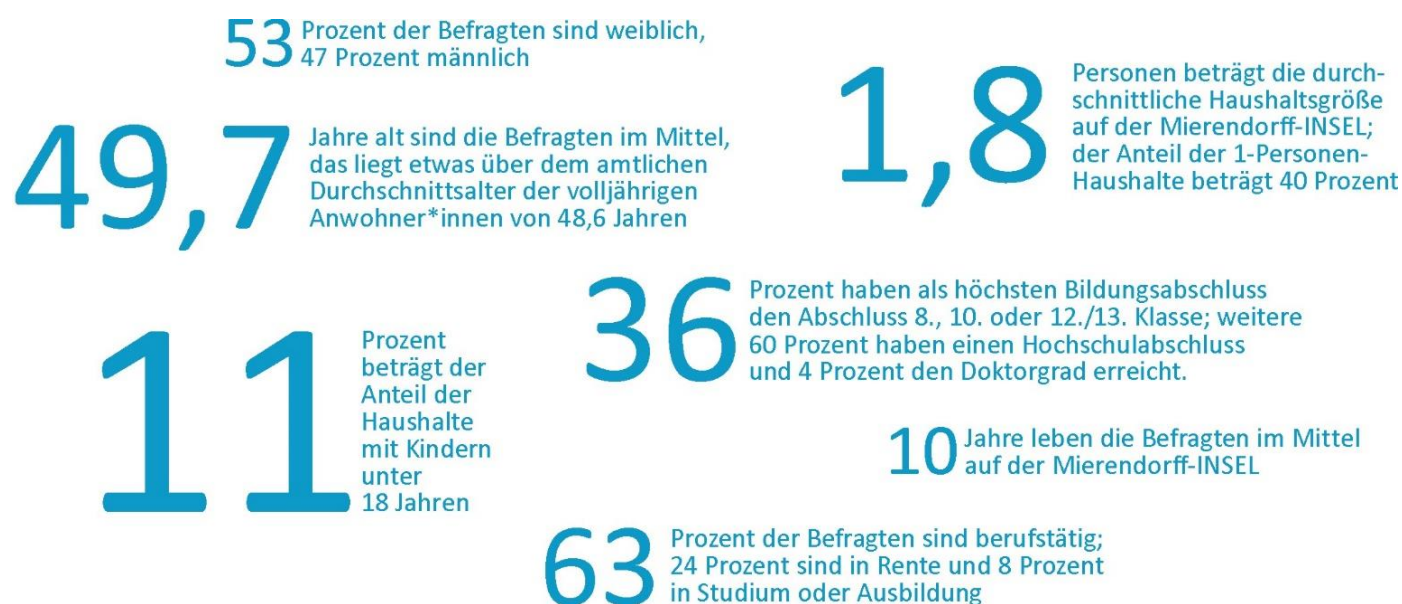 53 Prozent der Befragten sind weiblich,
47 Prozent männlich
49,7 Jahre alt sind die Befragten im Mittel,
das liegt etwas über dem amtlichen
Durchschnittsalter der volljährigen
Anwohner*innen von 48,6 Jahren
1,8 Personen beträgt die durch-
schnittliche Haushaltsgröße
auf der Mierendorff-INSEL;
der Anteil der 1-Personen-
Haushalte beträgt 40 Prozent
11 Prozent
beträgt der
Anteil der
Haushalte
mit Kindern
unter
18 Jahren
36 Prozent haben als höchsten Bildungsabschluss
den Abschluss 8., 10. oder 12./13. Klasse; weitere
60 Prozent haben einen Hochschulabschluss
und 4 Prozent den Doktorgrad erreicht.
10 Jahre leben die Befragten im Mittel
auf der Mierendorff-INSEL
63 Prozent der Befragten sind berufstätig;
24 Prozent sind in Rente und 8 Prozent
in Studium oder Ausbildung